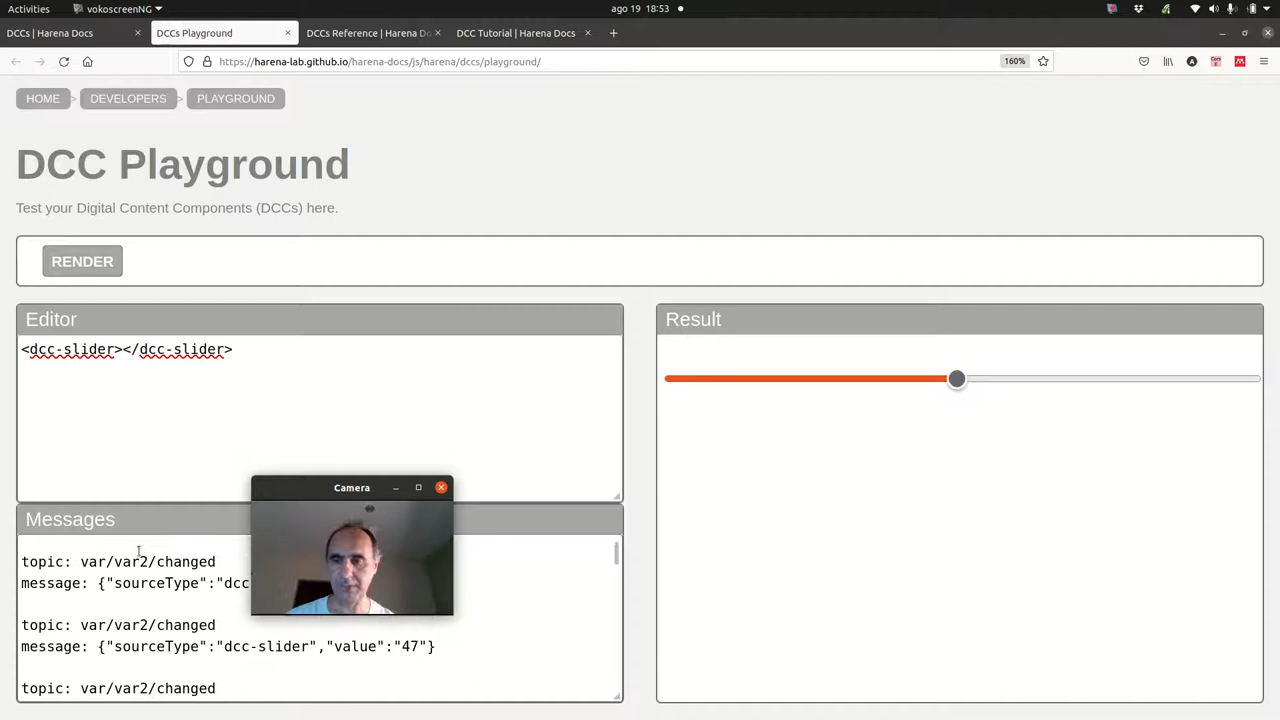 Activities
vokoscreenNG
ago 19 18:53
DCCs | Harena Docs
DCCs Playground
DCCs Reference | Harena Do
DCC Tutorial | Harena Docs
https://harena-lab.github.io/harena-docs/js/harena/dccs/playground/
160%
HOME > DEVELOPERS > PLAYGROUND
DCC Playground
Test your Digital Content Components (DCCs) here.
RENDER
Editor
<dcc-slider></dcc-slider>
Result
Camera
Messages
topic: var/var2/changed
message: {"sourceType":"dcc
topic: var/var2/changed
message: {"sourceType":"dcc-slider","value":"47"}
topic: var/var2/changed